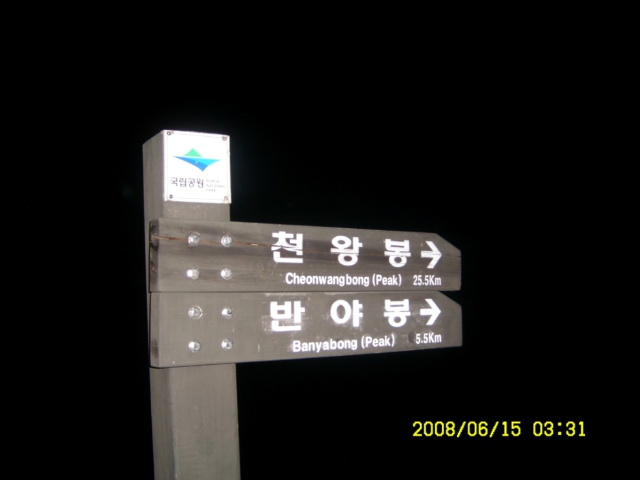 국립공원
천왕봉→
Cheonwangbong (Peak) 25.5Km
반야봉→
Banyabong (Peak) 5.5Km
2008/06/15 03:31